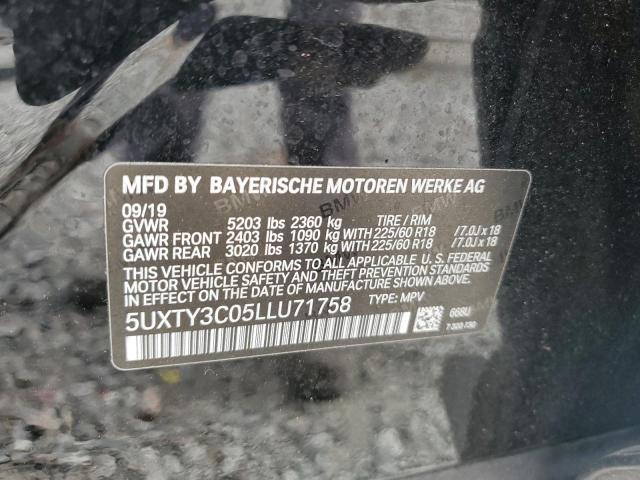 MFD BY BAYERISCHE MOTOREN WERKE AG
09/19
GVWR 5203 lbs 2360 kg TIRE / RIM
GAWR FRONT 2403 lbs 1090 kg WITH 225/60 R18 /7.0J x 18
GAWR REAR 3020 lbs 1370 kg WITH 225/60 R18 /7.0J x 18
THIS VEHICLE CONFORMS TO ALL APPLICABLE U. S. FEDERAL
MOTOR VEHICLE SAFETY, BUMPER, AND THEFT PREVENTION STANDARDS
IN EFFECT ON THE DATE OF MANUFACTURE SHOWN ABOVE.
5UXTY3C05LLU71758 TYPE: MPV